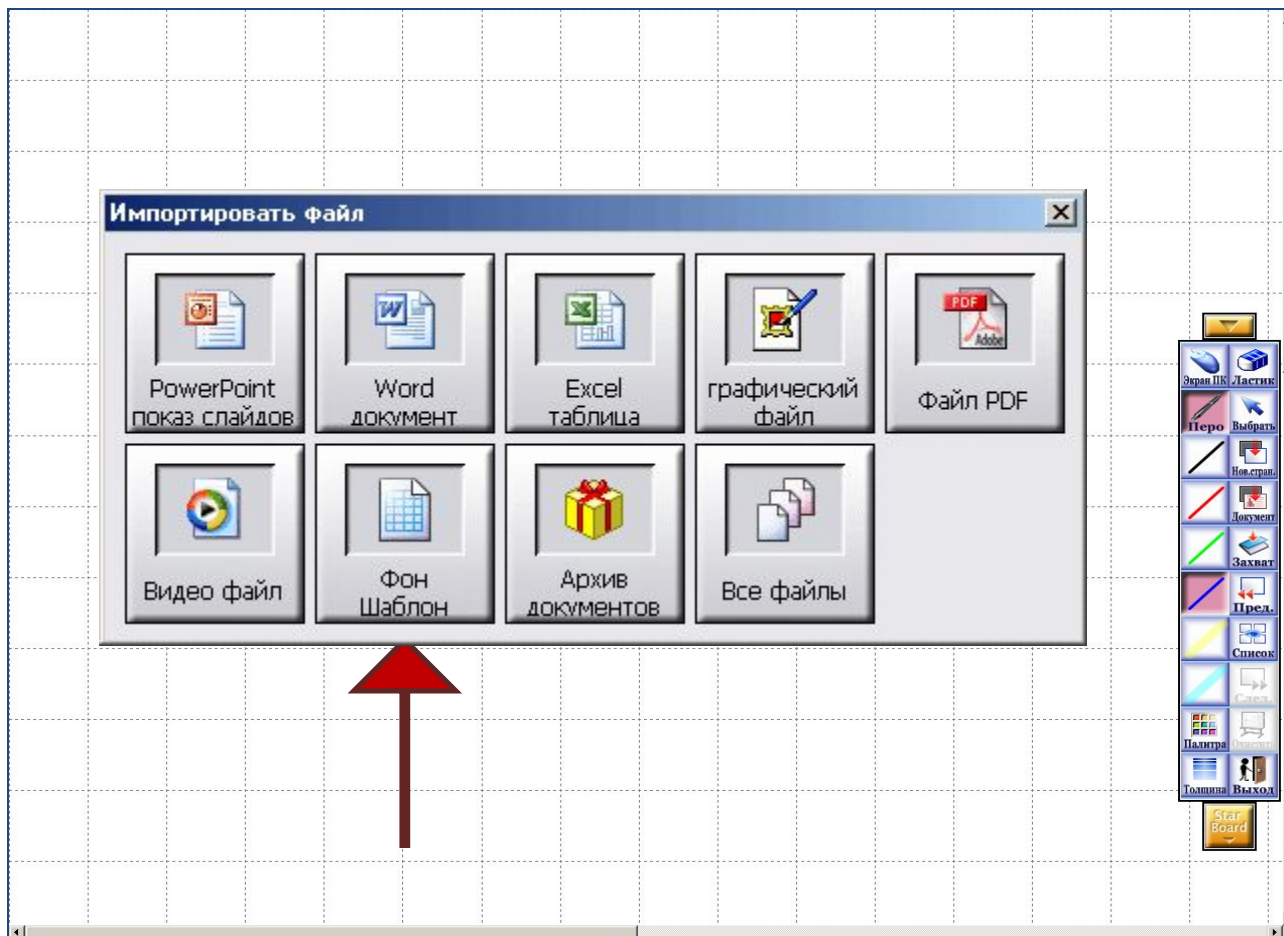 Импортировать файл
PowerPoint
показ слайдов
Word
документ
Excel
таблица
графический
файл
PDF
Adobe
Файл PDF
Видео файл
Фон
Шаблон
Архив
документов
Все файлы
Экран ПК
Ластик
Перо
Выбрать
Нов.стран.
Документ
Захват
Пред.
Список
След.
Палитра
Толщина
Выход
Star
Board